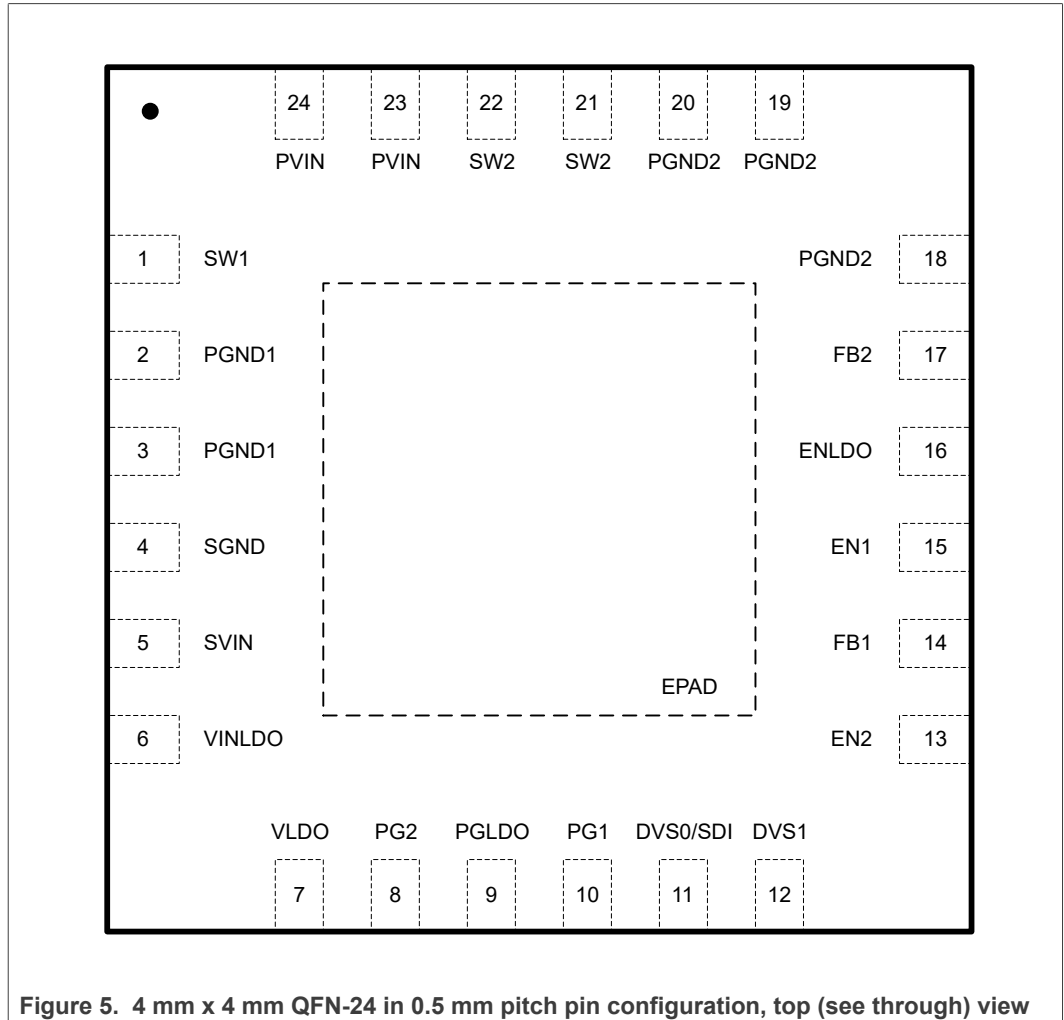 24 23 22 21 20 19
PVIN PVIN SW2 SW2 PGND2 PGND2
1 SW1 PGND2 18
2 PGND1 FB2 17
3 PGND1 ENLDO 16
4 SGND EN1 15
5 SVIN FB1 14
EPAD
6 VINLDO EN2 13
VLDO PG2 PGLDO PG1 DVS0/SDI DVS1
7 8 9 10 11 12
Figure 5. 4 mm x 4 mm QFN-24 in 0.5 mm pitch pin configuration, top (see through) view